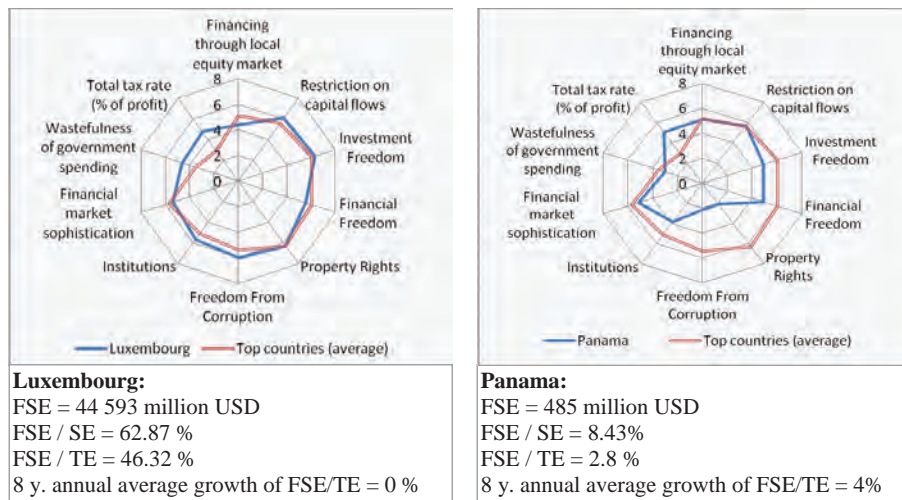 Financing
through local
equity market
Total tax rate
(% of profit)
Restriction on
capital flows
Wastefulness
of government
spending
Investment
Freedom
Financial
market
sophistication
Financial
Freedom
Institutions
Property Rights
Freedom From
Corruption
8
6
4
2
0
Luxembourg
Top countries (average)
Luxembourg:
FSE = 44 593 million USD
FSE / SE = 62.87 %
FSE / TE = 46.32 %
8 y. annual average growth of FSE/TE = 0 %
Financing
through local
equity market
Total tax rate
(% of profit)
Restriction on
capital flows
Wastefulness
of government
spending
Investment
Freedom
Financial
market
sophistication
Financial
Freedom
Institutions
Property
Rights
Freedom From
Corruption
8
6
4
2
0
Panama
Top countries (average)
Panama:
FSE = 485 million USD
FSE / SE = 8.43%
FSE / TE = 2.8 %
8 y. annual average growth of FSE/TE = 4%